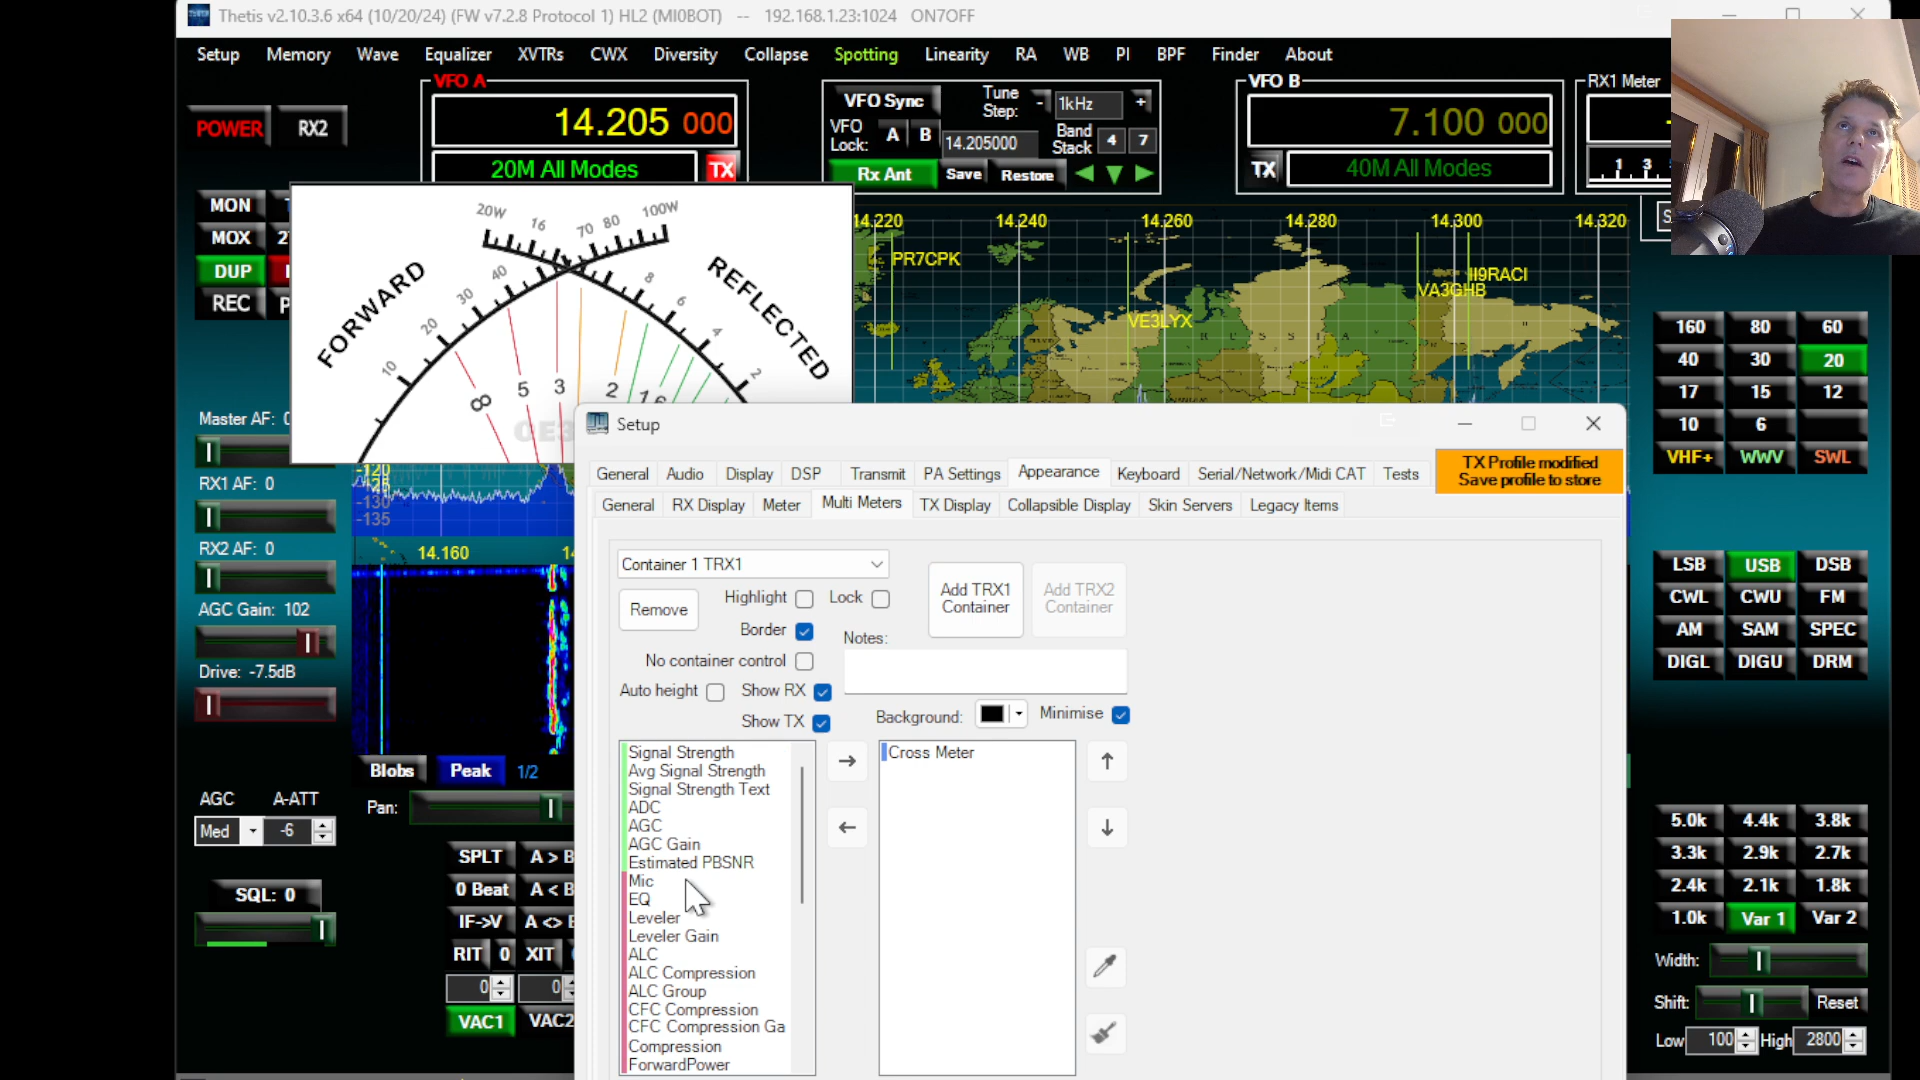 Thetis v2.10.3.6 x64 (10/20/24) (FW v7.2.8 Protocol 1) HL2 (MI0BOT) -- 192.168.1.23:1024 ON7OFF
Setup Memory Wave Equalizer XVTRs CWX Diversity Collapse Spotting Linearity RA WB PI BPF Finder About
VFO A
14.205 000
20M All Modes TX
POWER RX2
VFO Sync Tune Step: - 1kHz +
VFO Lock: A B 14.205000 Band Stack 4 7
Rx Ant Save Restore
VFO B
7.100 000
TX 40M All Modes
RX1 Meter
1 3
MON
MOX
DUP
REC
20W 16 70 80 100W
FORWARD REFLECTED
10 20 30 40 8 6 4 2
8 5 3 2
14.220 14.240 14.260 14.280 14.300 14.320
PR7CPK
VE3LYX
VA3GHB
II9RACI
Master AF:
RX1 AF: 0
RX2 AF: 0
AGC Gain: 102
Drive: -7.5dB
-120
-125
-130
-135
14.160
Blobs Peak 1/2
AGC A-ATT
Med -6
Pan:
SQL: 0
SPLT A > B
0 Beat A < B
IF->V A <>
RIT 0 XIT
0 0
VAC1 VAC2
Setup
General Audio Display DSP Transmit PA Settings Appearance Keyboard Serial/Network/Midi CAT Tests
TX Profile modified
Save profile to store
General RX Display Meter Multi Meters TX Display Collapsible Display Skin Servers Legacy Items
Container 1 TRX1
Remove
Highlight Lock
Border
No container control
Auto height Show RX
Show TX
Add TRX1 Container
Add TRX2 Container
Notes:
Background: Minimise
Signal Strength
Avg Signal Strength
Signal Strength Text
ADC
AGC
AGC Gain
Estimated PBSNR
Mic
EQ
Leveler
Leveler Gain
ALC
ALC Compression
ALC Group
CFC Compression
CFC Compression Ga
Compression
ForwardPower
Cross Meter
160 80 60
40 30 20
17 15 12
10 6
VHF+ WWV SWL
LSB USB DSB
CWL CWU FM
AM SAM SPEC
DIGL DIGU DRM
5.0k 4.4k 3.8k
3.3k 2.9k 2.7k
2.4k 2.1k 1.8k
1.0k Var 1 Var 2
Width:
Shift: Reset
Low 100 High 2800